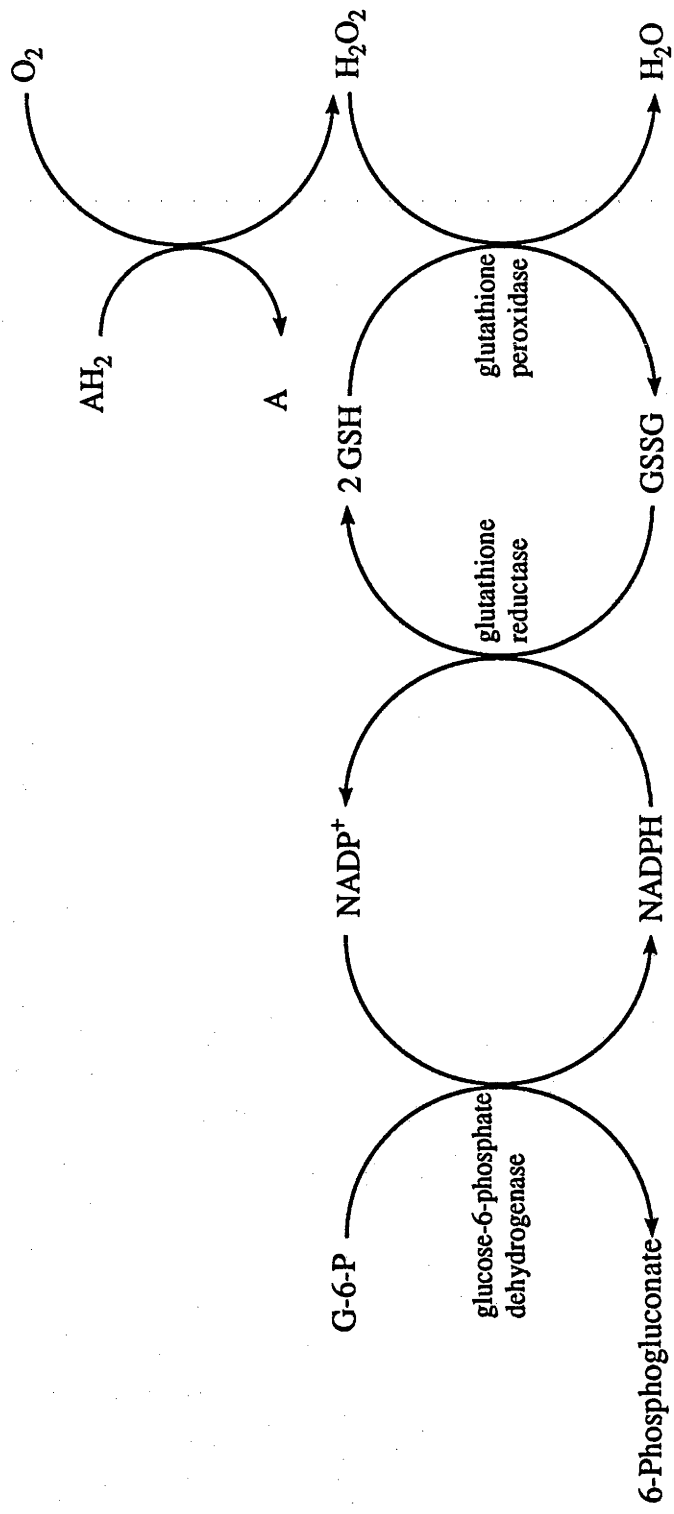 O₂
AH₂
A
H₂O₂
G-6-P
NADP⁺
2 GSH
glucose-6-phosphate
dehydrogenase
glutathione
reductase
glutathione
peroxidase
6-Phosphogluconate
NADPH
GSSG
H₂O